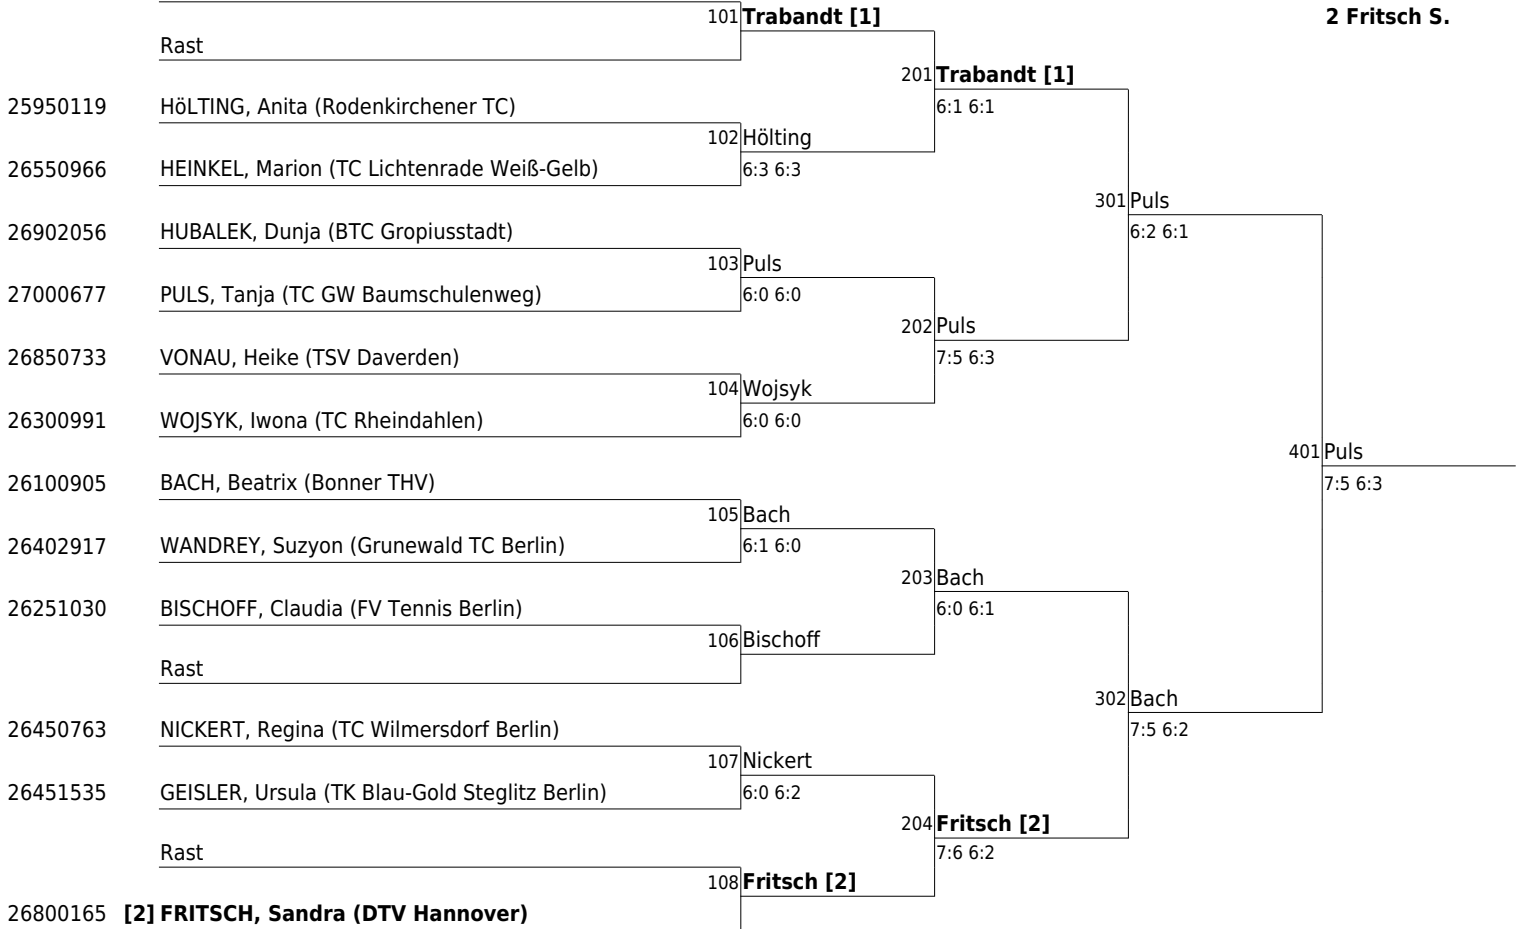 101 Trabandt [1]
2 Fritsch S.
Rast
201 Trabandt [1]
25950119 HöLTING, Anita (Rodenkirchener TC)
6:1 6:1
102 Hölting
26550966 HEINKEL, Marion (TC Lichtenrade Weiß-Gelb)
6:3 6:3
301 Puls
26902056 HUBALEK, Dunja (BTC Gropiusstadt)
6:2 6:1
103 Puls
27000677 PULS, Tanja (TC GW Baumschulenweg)
6:0 6:0
202 Puls
26850733 VONAU, Heike (TSV Daverden)
7:5 6:3
104 Wojsyk
26300991 WOJSYK, Iwona (TC Rheindahlen)
6:0 6:0
401 Puls
26100905 BACH, Beatrix (Bonner THV)
7:5 6:3
105 Bach
26402917 WANDREY, Suzyon (Grunewald TC Berlin)
6:1 6:0
203 Bach
26251030 BISCHOFF, Claudia (FV Tennis Berlin)
6:0 6:1
106 Bischoff
Rast
302 Bach
26450763 NICKERT, Regina (TC Wilmersdorf Berlin)
7:5 6:2
107 Nickert
26451535 GEISLER, Ursula (TK Blau-Gold Steglitz Berlin)
6:0 6:2
204 Fritsch [2]
Rast
7:6 6:2
108 Fritsch [2]
26800165 [2] FRITSCH, Sandra (DTV Hannover)